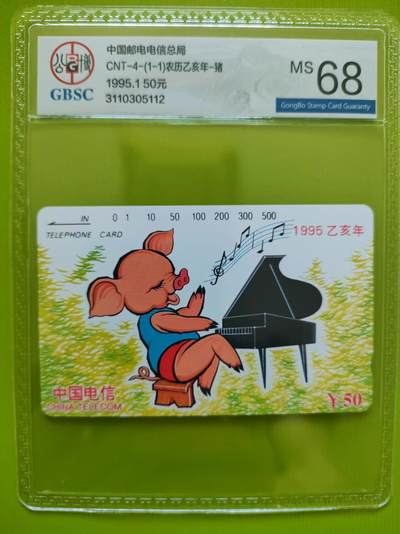 中国邮电电信总局
CNT-4-(1-1)农历乙亥年-猪
1995.1 50元
3110305112
GBSC
MS 68
GongBo Stamp Card Guaranty
IN 0 1 10 50 100 200 300 500
TELEPHONE CARD
1995 乙亥年
中国电信
CHINA TELECOM
¥ 50